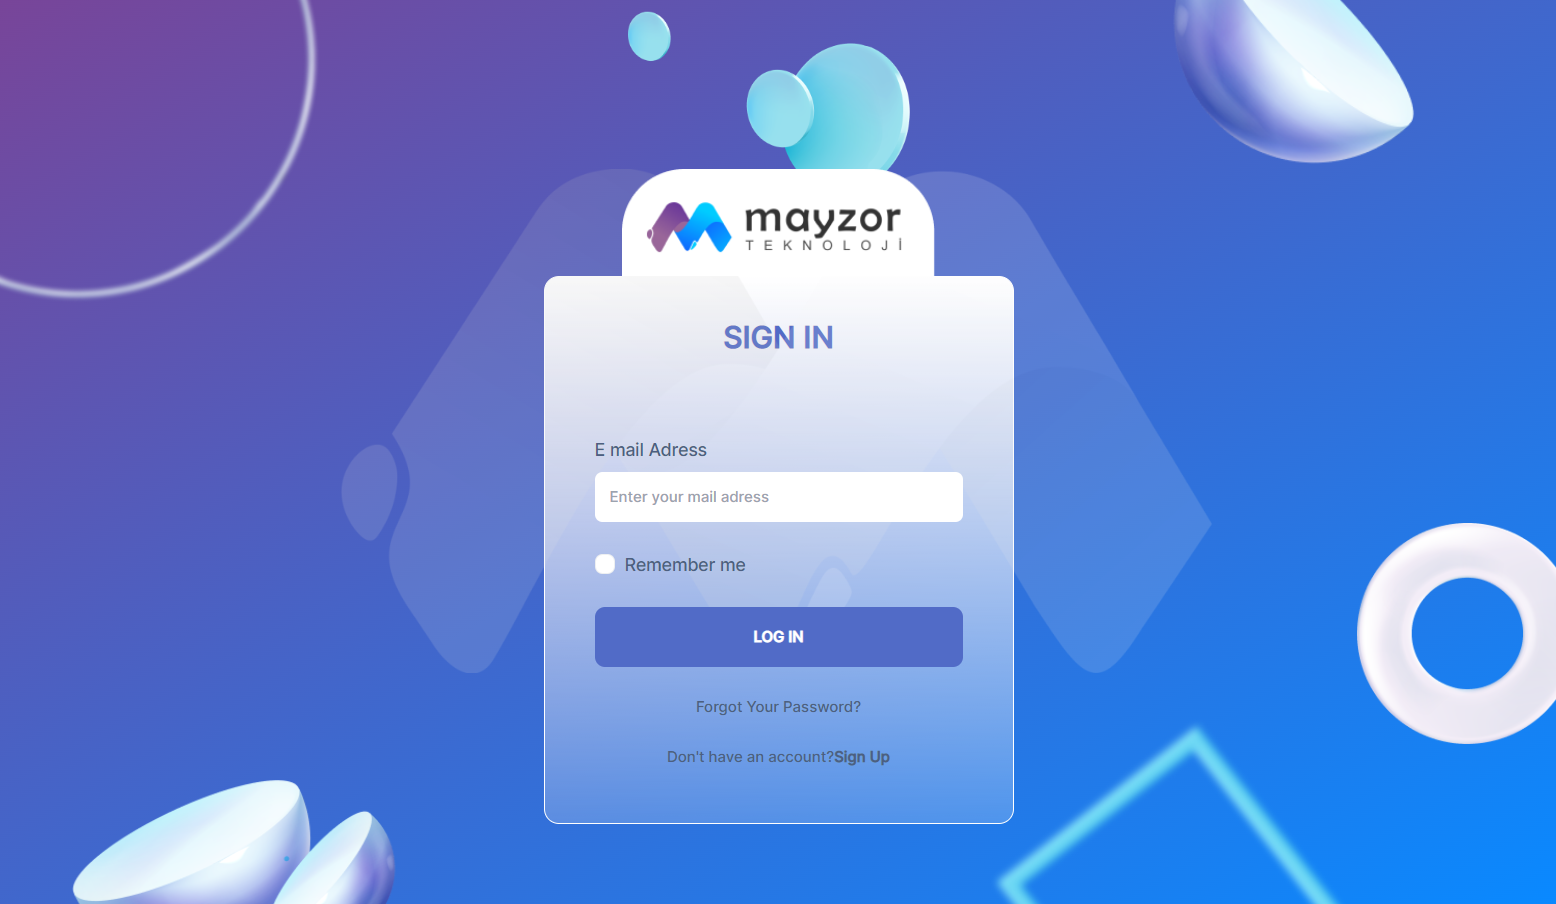 mayzor
TEKNOLOJİ
SIGN IN
E mail Adress
Enter your mail adress
Remember me
LOG IN
Forgot Your Password?
Don't have an account?Sign Up